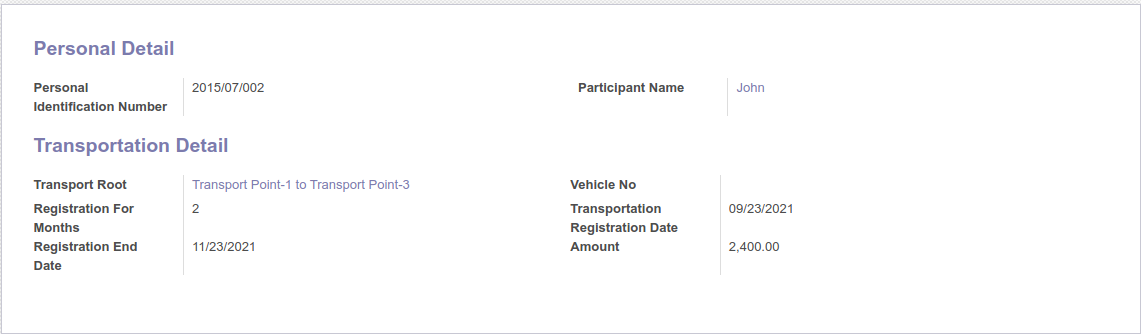 Personal Detail
Personal 2015/07/002 Participant Name John
Identification Number
Transportation Detail
Transport Root Transport Point-1 to Transport Point-3 Vehicle No
Registration For 2 Transportation 09/23/2021
Months Registration Date
Registration End 11/23/2021 Amount 2,400.00
Date